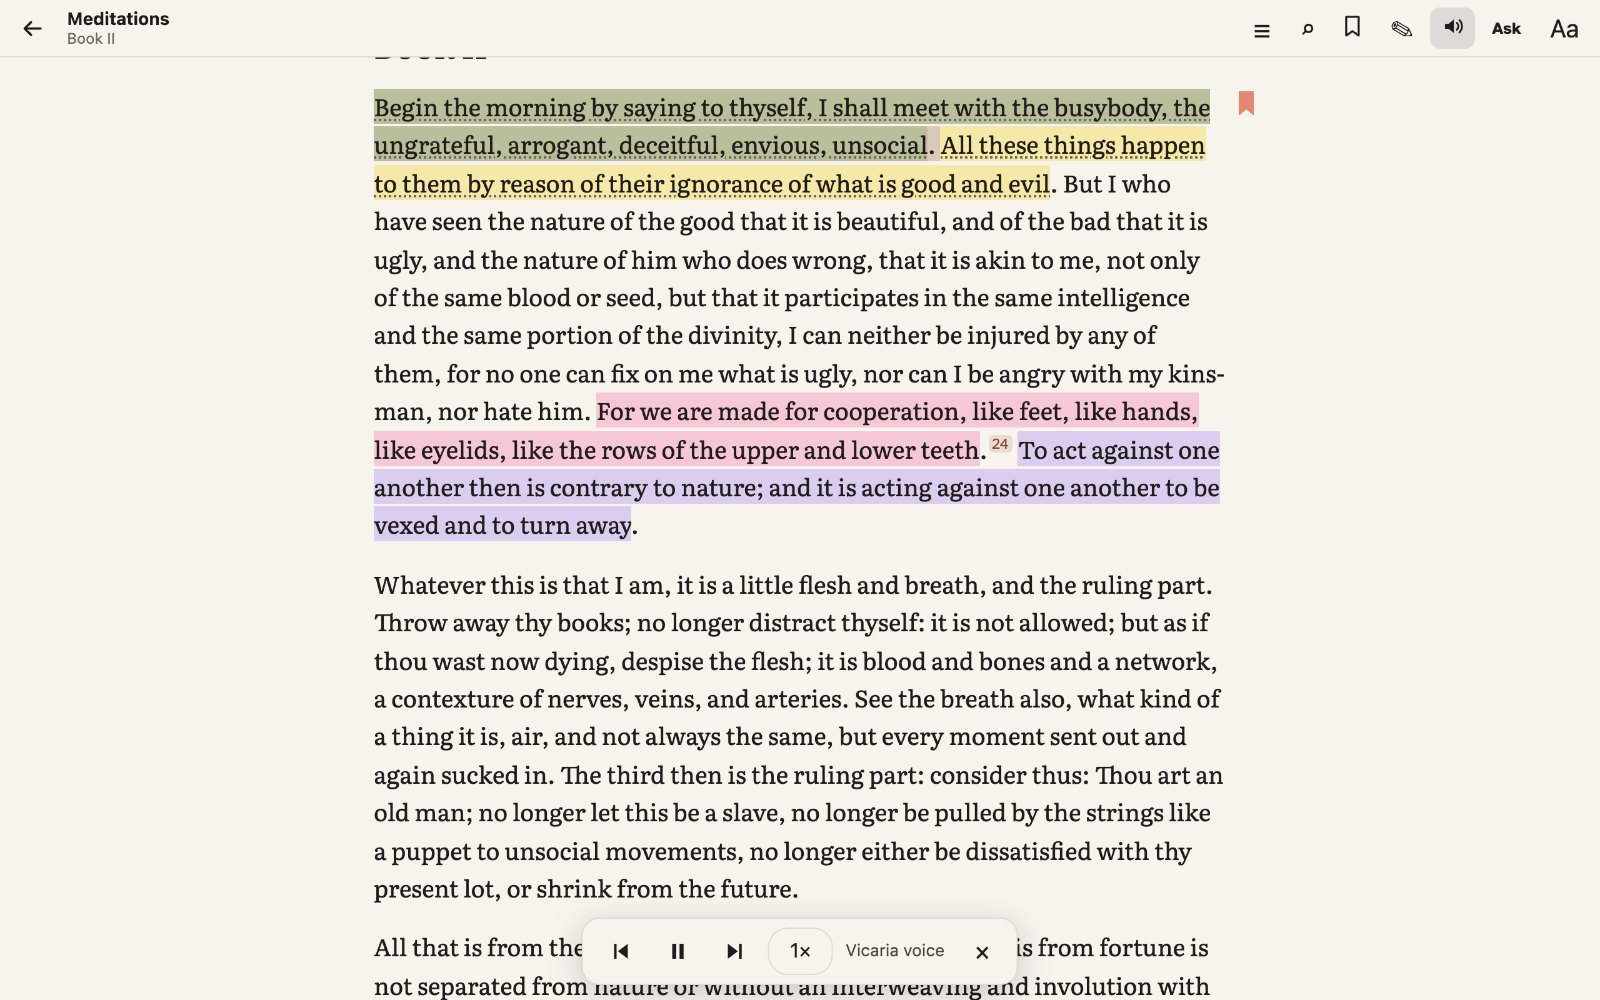 Meditations
Book II
Ask
Aa
Begin the morning by saying to thyself, I shall meet with the busybody, the
ungrateful, arrogant, deceitful, envious, unsocial. All these things happen
to them by reason of their ignorance of what is good and evil. But I who
have seen the nature of the good that it is beautiful, and of the bad that it is
ugly, and the nature of him who does wrong, that it is akin to me, not only
of the same blood or seed, but that it participates in the same intelligence
and the same portion of the divinity, I can neither be injured by any of
them, for no one can fix on me what is ugly, nor can I be angry with my kins-
man, nor hate him. For we are made for cooperation, like feet, like hands,
like eyelids, like the rows of the upper and lower teeth. 24 To act against one
another then is contrary to nature; and it is acting against one another to be
vexed and to turn away.
Whatever this is that I am, it is a little flesh and breath, and the ruling part.
Throw away thy books; no longer distract thyself: it is not allowed; but as if
thou wast now dying, despise the flesh; it is blood and bones and a network,
a contexture of nerves, veins, and arteries. See the breath also, what kind of
a thing it is, air, and not always the same, but every moment sent out and
again sucked in. The third then is the ruling part: consider thus: Thou art an
old man; no longer let this be a slave, no longer be pulled by the strings like
a puppet to unsocial movements, no longer either be dissatisfied with thy
present lot, or shrink from the future.
All that is from the is from fortune is
not separated from nature or without an interweaving and involution with
1×
Vicaria voice